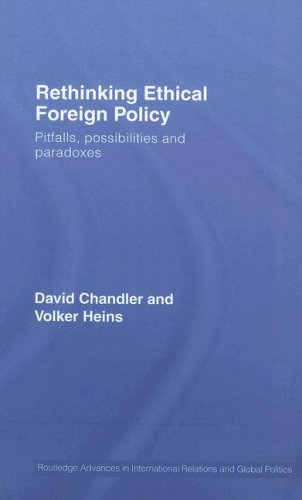 Rethinking Ethical
Foreign Policy
Pitfalls, possibilities and
paradoxes
David Chandler and
Volker Heins
Routledge Advances in International Relations and Global Politics